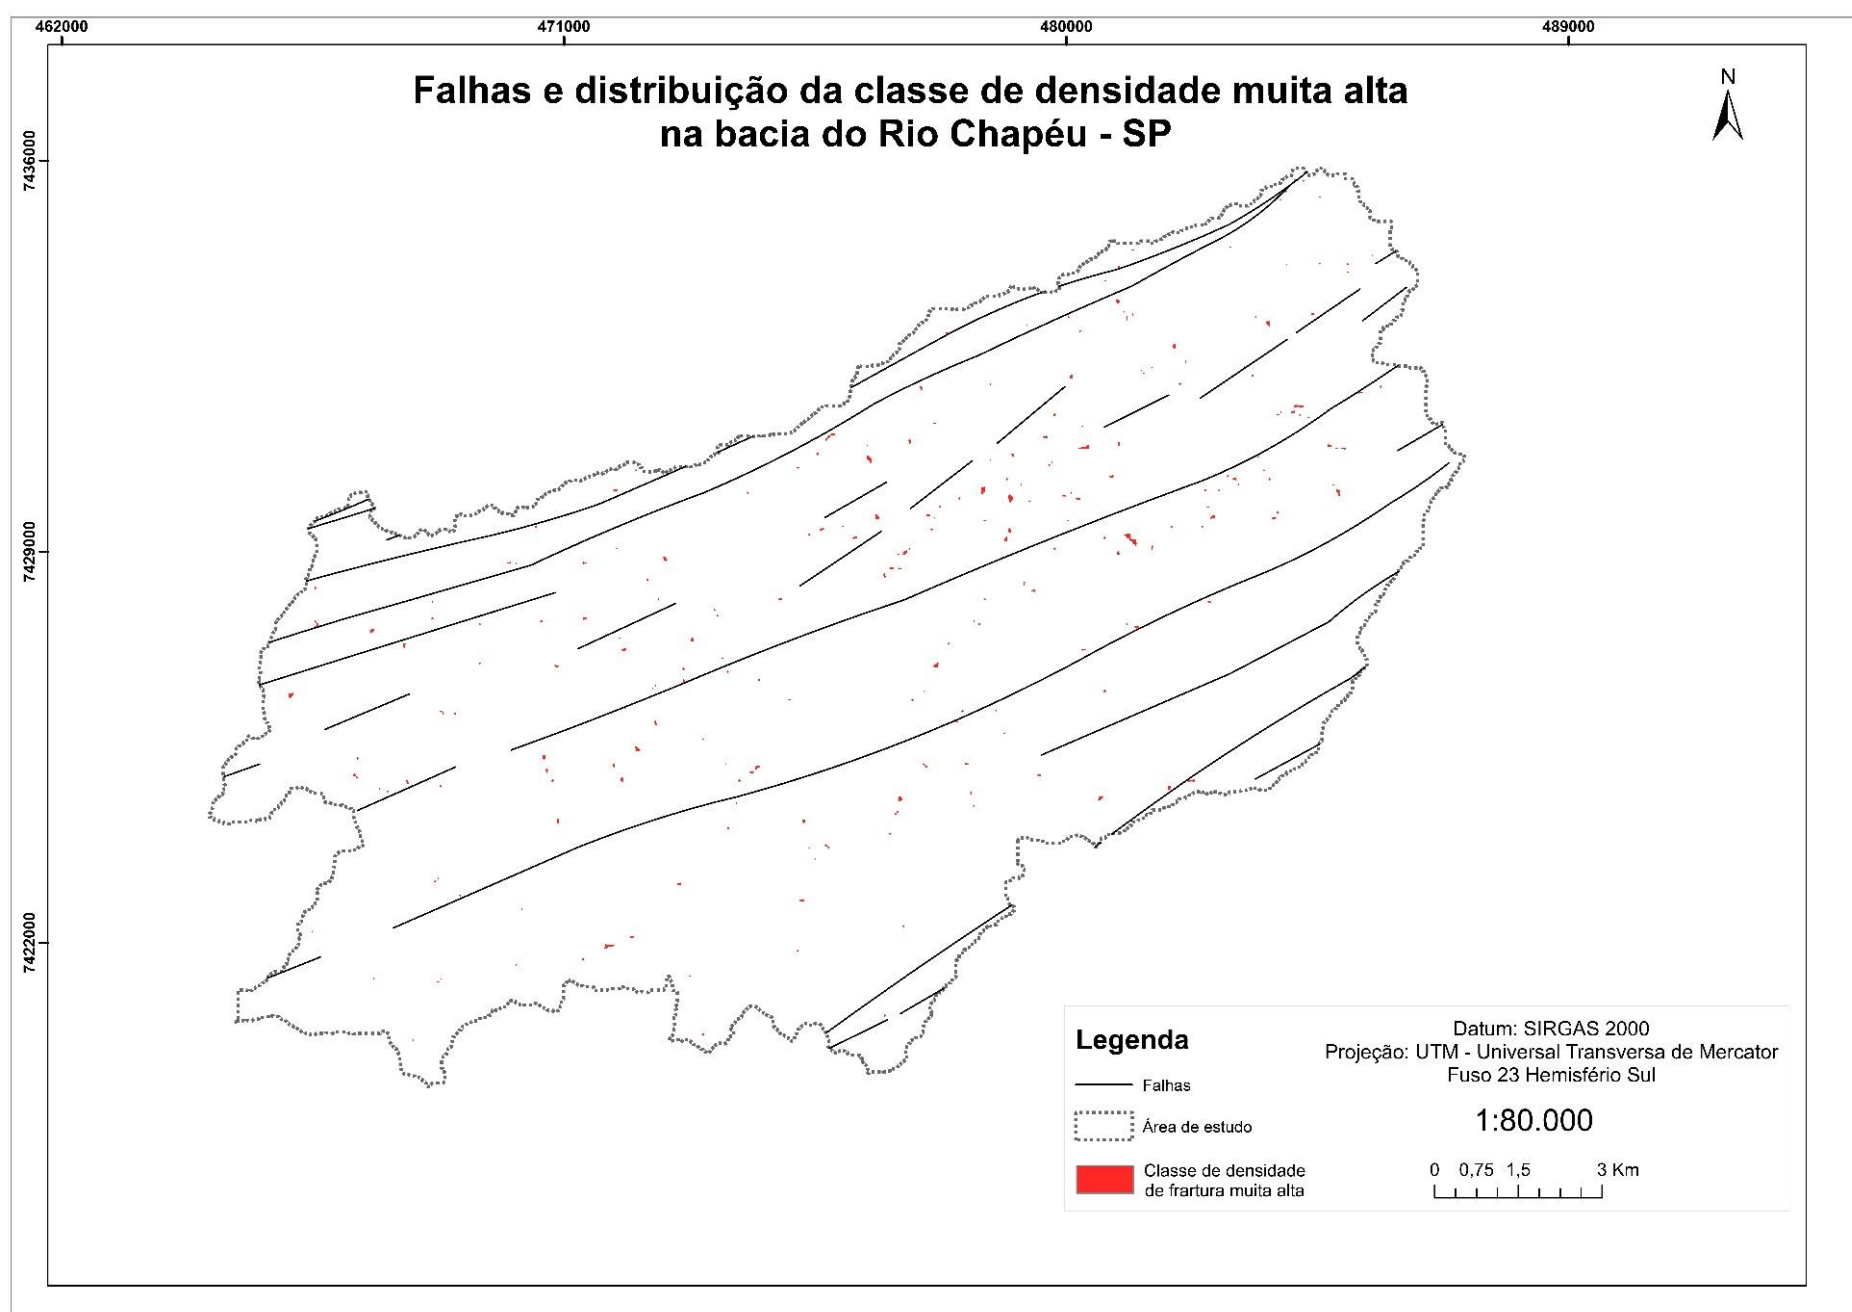 462000 471000 480000 489000
Falhas e distribuição da classe de densidade muita alta
na bacia do Rio Chapéu - SP
N
7436000
7429000
7422000
Legenda
Falhas
Área de estudo
Classe de densidade
de frartura muita alta
Datum: SIRGAS 2000
Projeção: UTM - Universal Transversa de Mercator
Fuso 23 Hemisfério Sul
1:80.000
0 0,75 1,5 3 Km